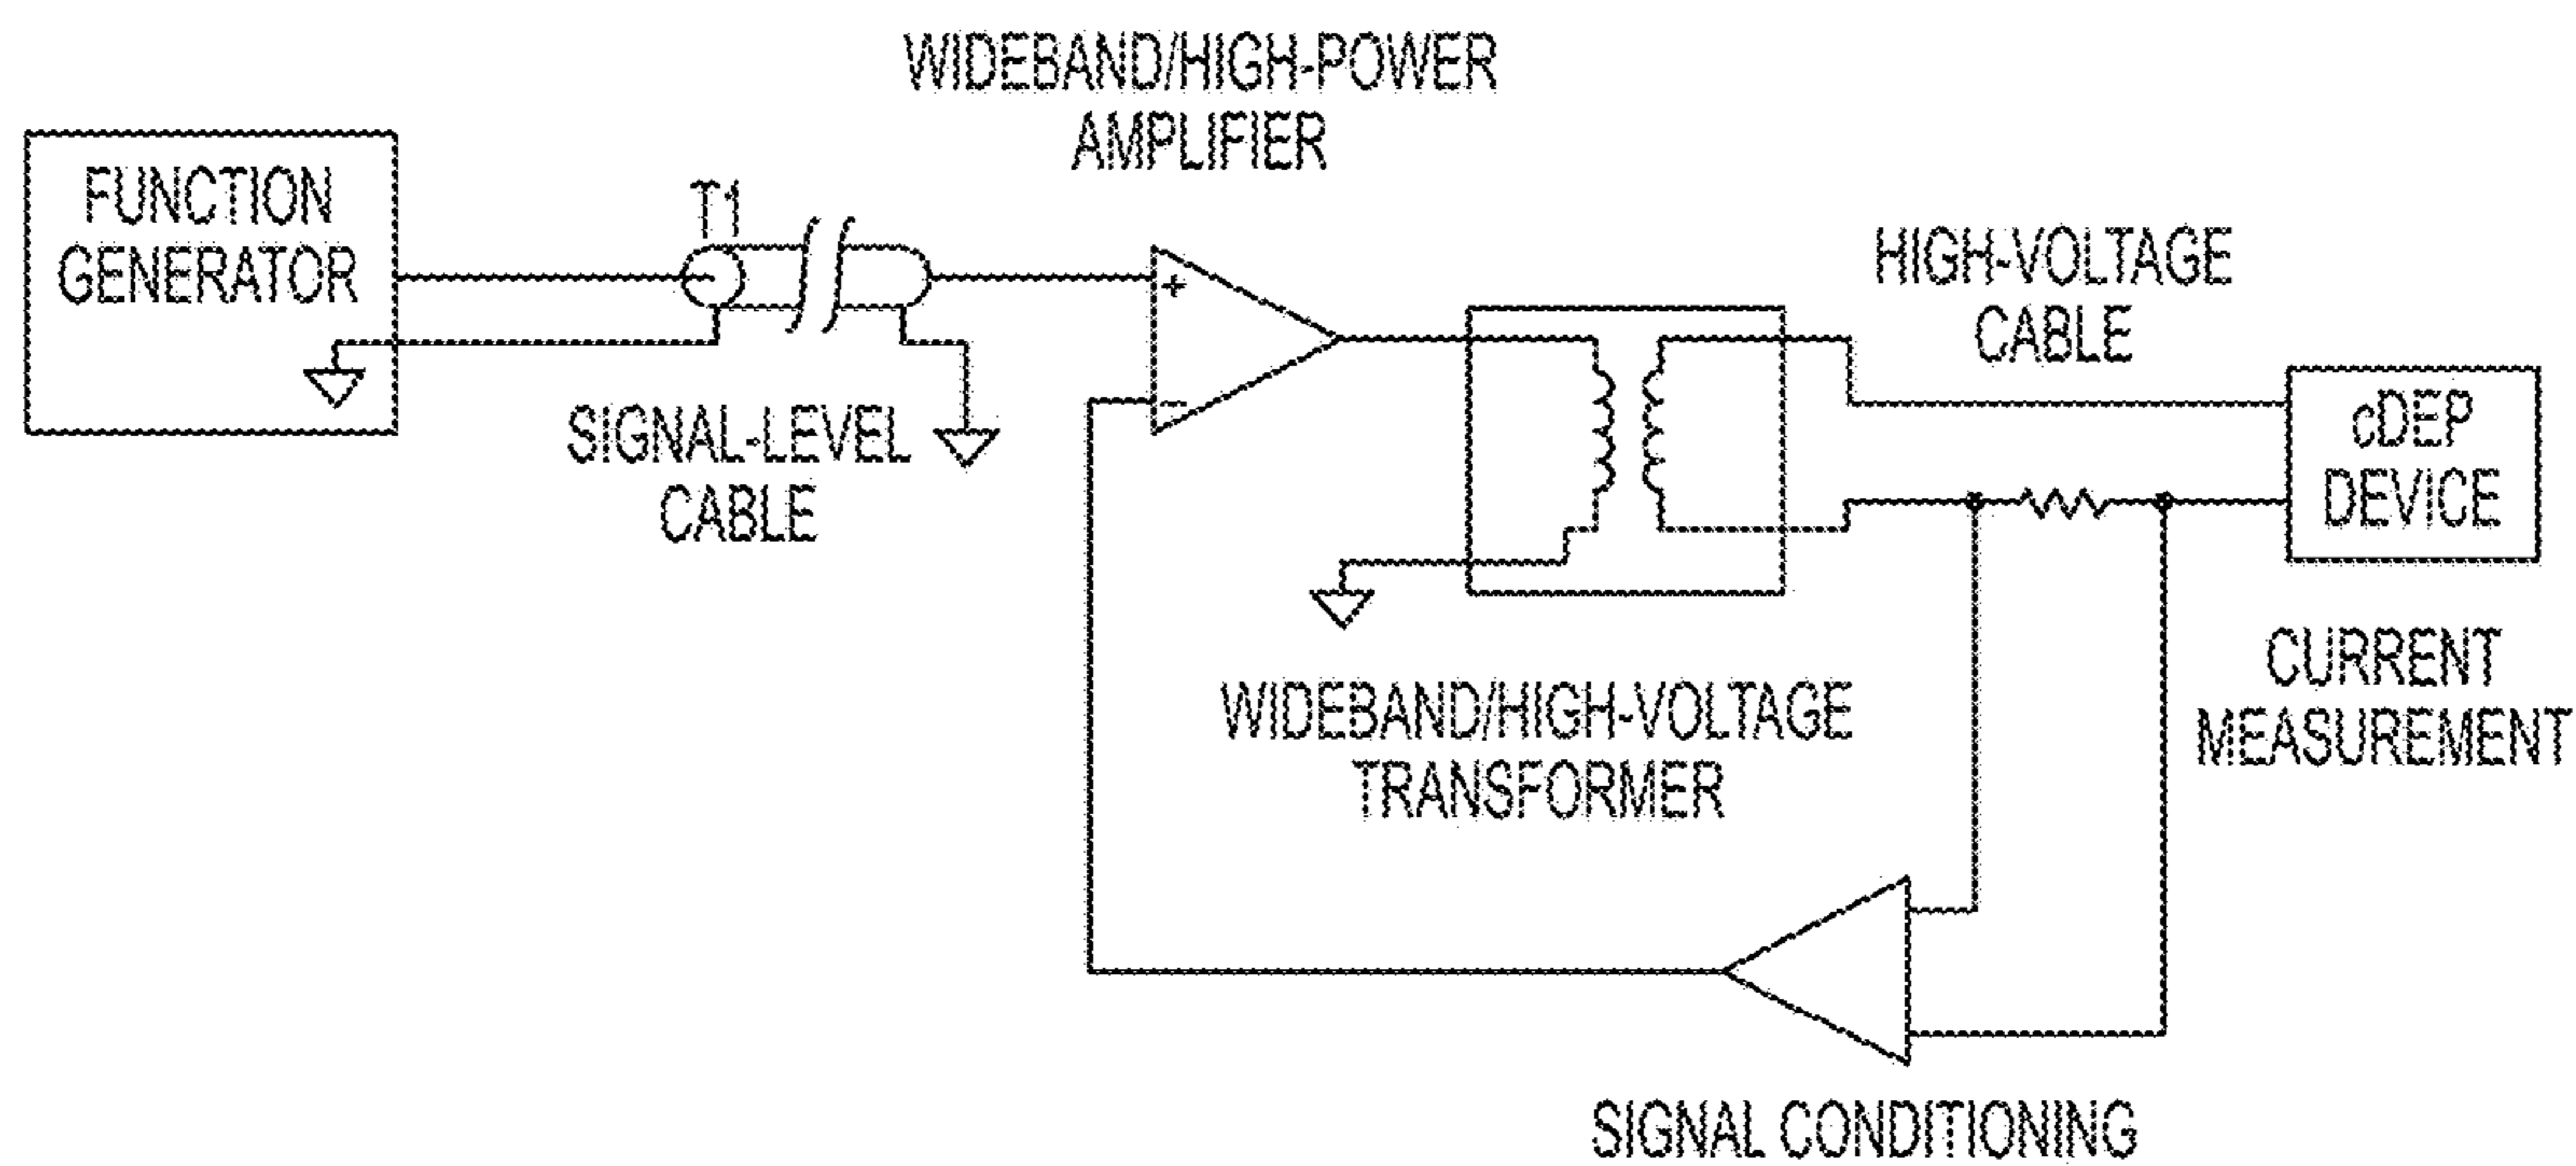 WIDEBAND/HIGH-POWER
AMPLIFIER
FUNCTION
GENERATOR
T1
SIGNAL-LEVEL
CABLE
+
−
HIGH-VOLTAGE
CABLE
cDEP
DEVICE
WIDEBAND/HIGH-VOLTAGE
TRANSFORMER
CURRENT
MEASUREMENT
SIGNAL CONDITIONING